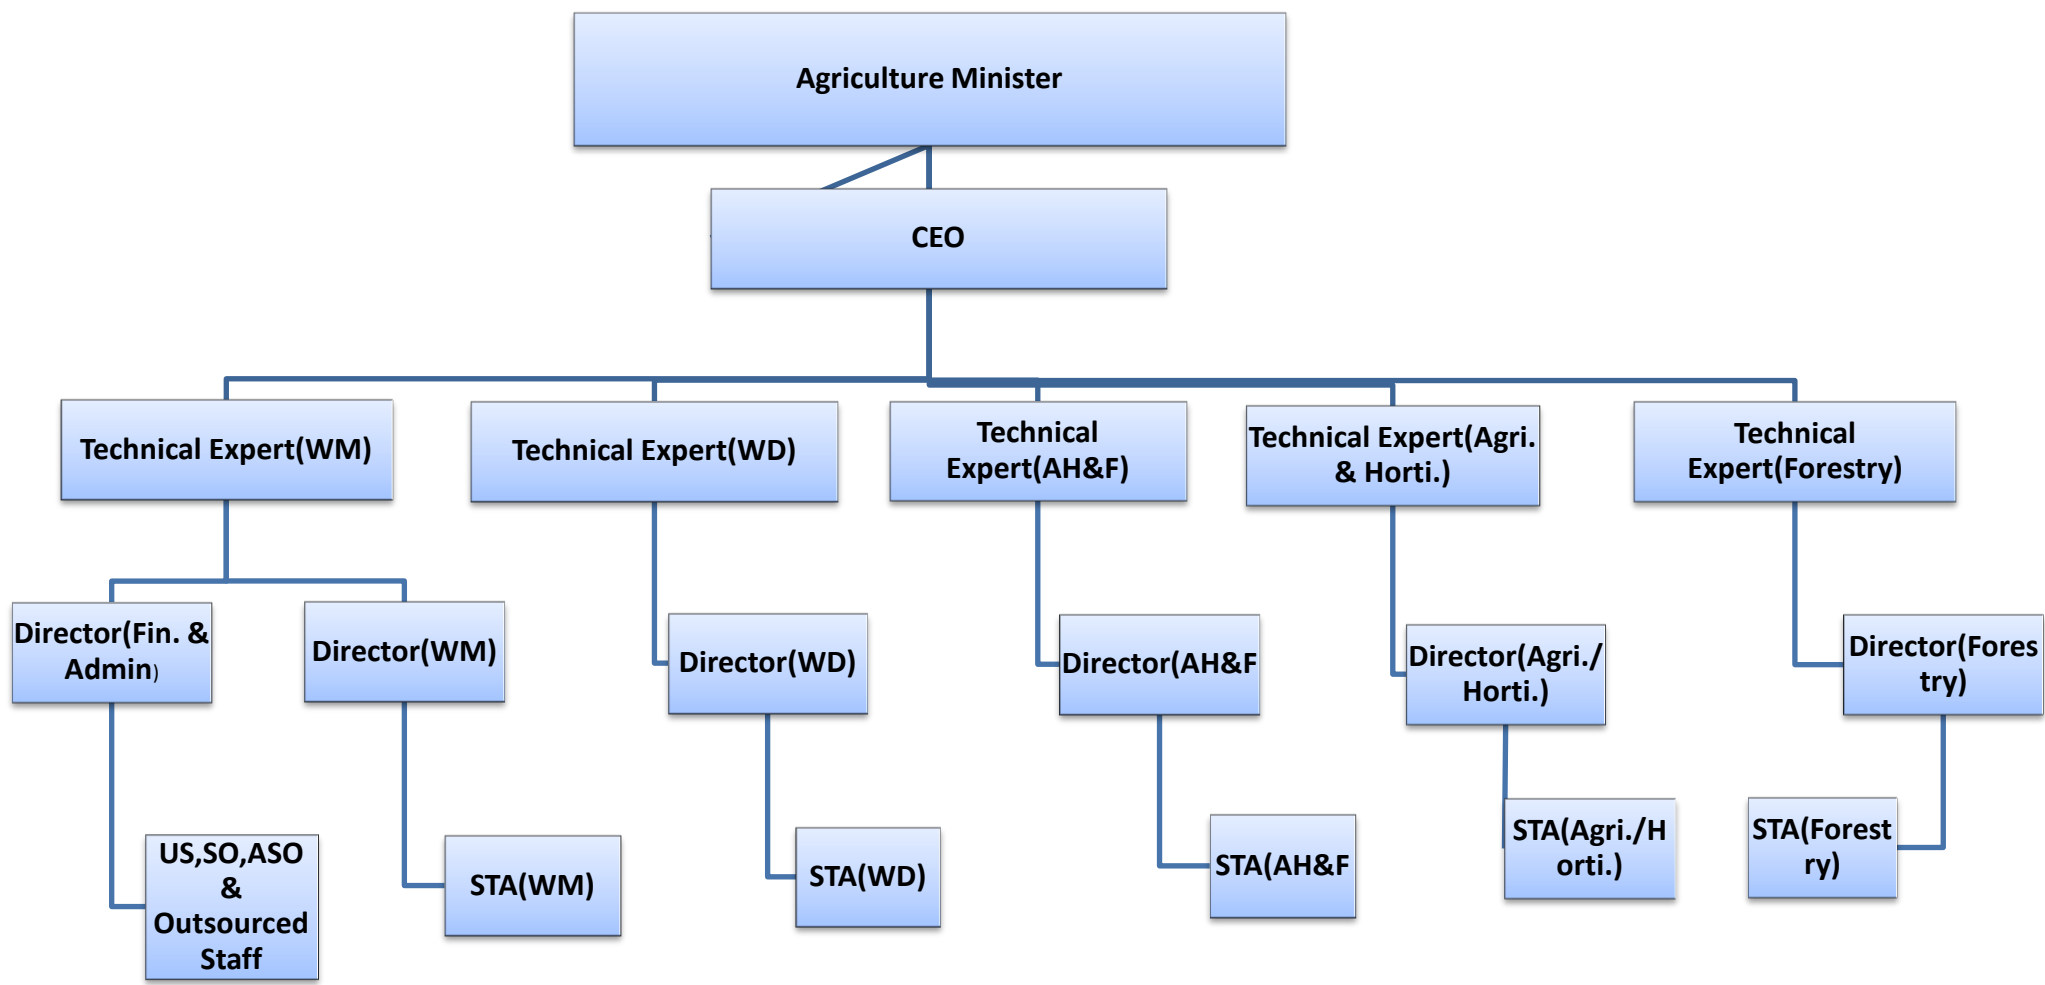 Agriculture Minister
CEO
Technical Expert(WM)
Technical Expert(WD)
Technical
Expert(AH&F)
Technical Expert(Agri.
& Horti.)
Technical
Expert(Forestry)
Director(Fin. &
Admin)
Director(WM)
Director(WD)
Director(AH&F
Director(Agri./
Horti.)
Director(Fores
try)
US,SO,ASO
&
Outsourced
Staff
STA(WM)
STA(WD)
STA(AH&F
STA(Agri./H
orti.)
STA(Forest
ry)